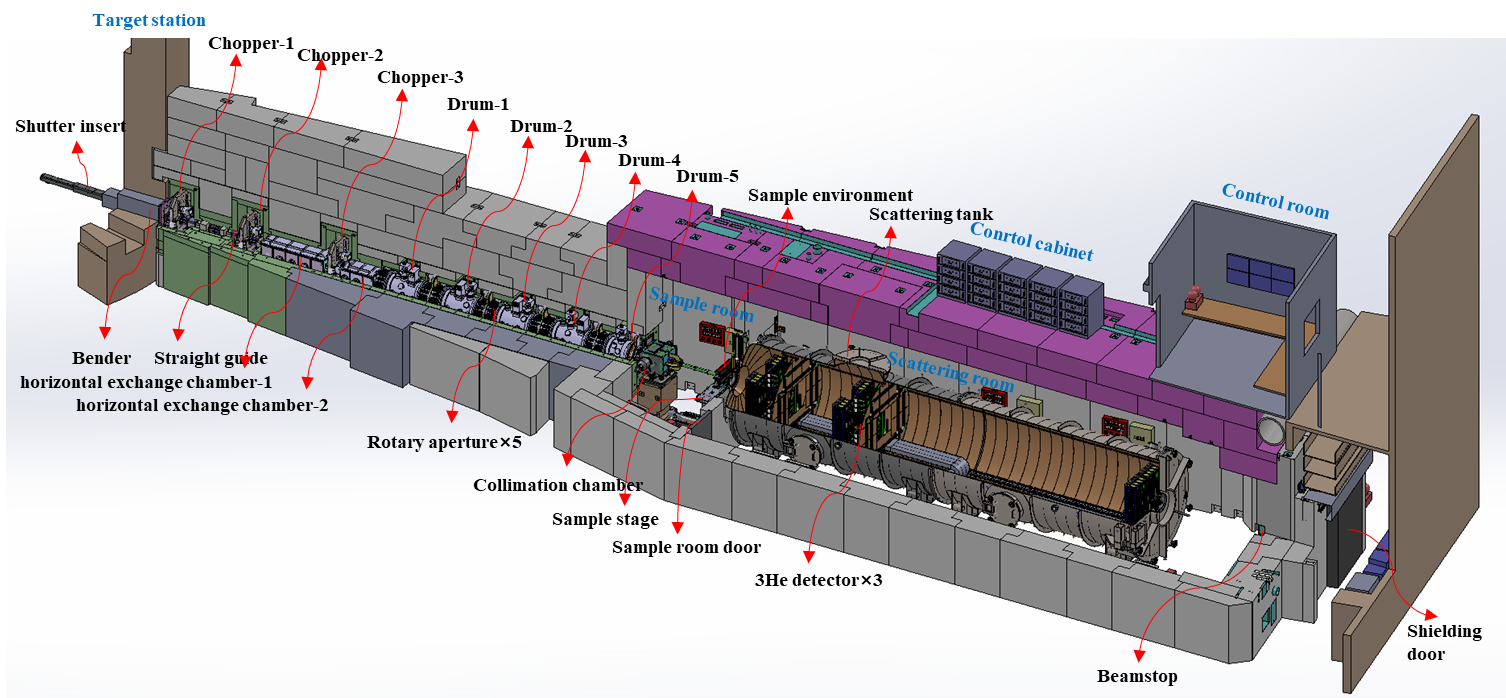 Target station
Chopper-1
Chopper-2
Chopper-3
Drum-1
Drum-2
Drum-3
Drum-4
Drum-5
Shutter insert
Sample environment
Scattering tank
Control room
Conrtol cabinet
Sample room
Scattering room
Bender
Straight guide
horizontal exchange chamber-1
horizontal exchange chamber-2
Rotary aperture×5
Collimation chamber
Sample stage
Sample room door
3He detector×3
Beamstop
Shielding
door